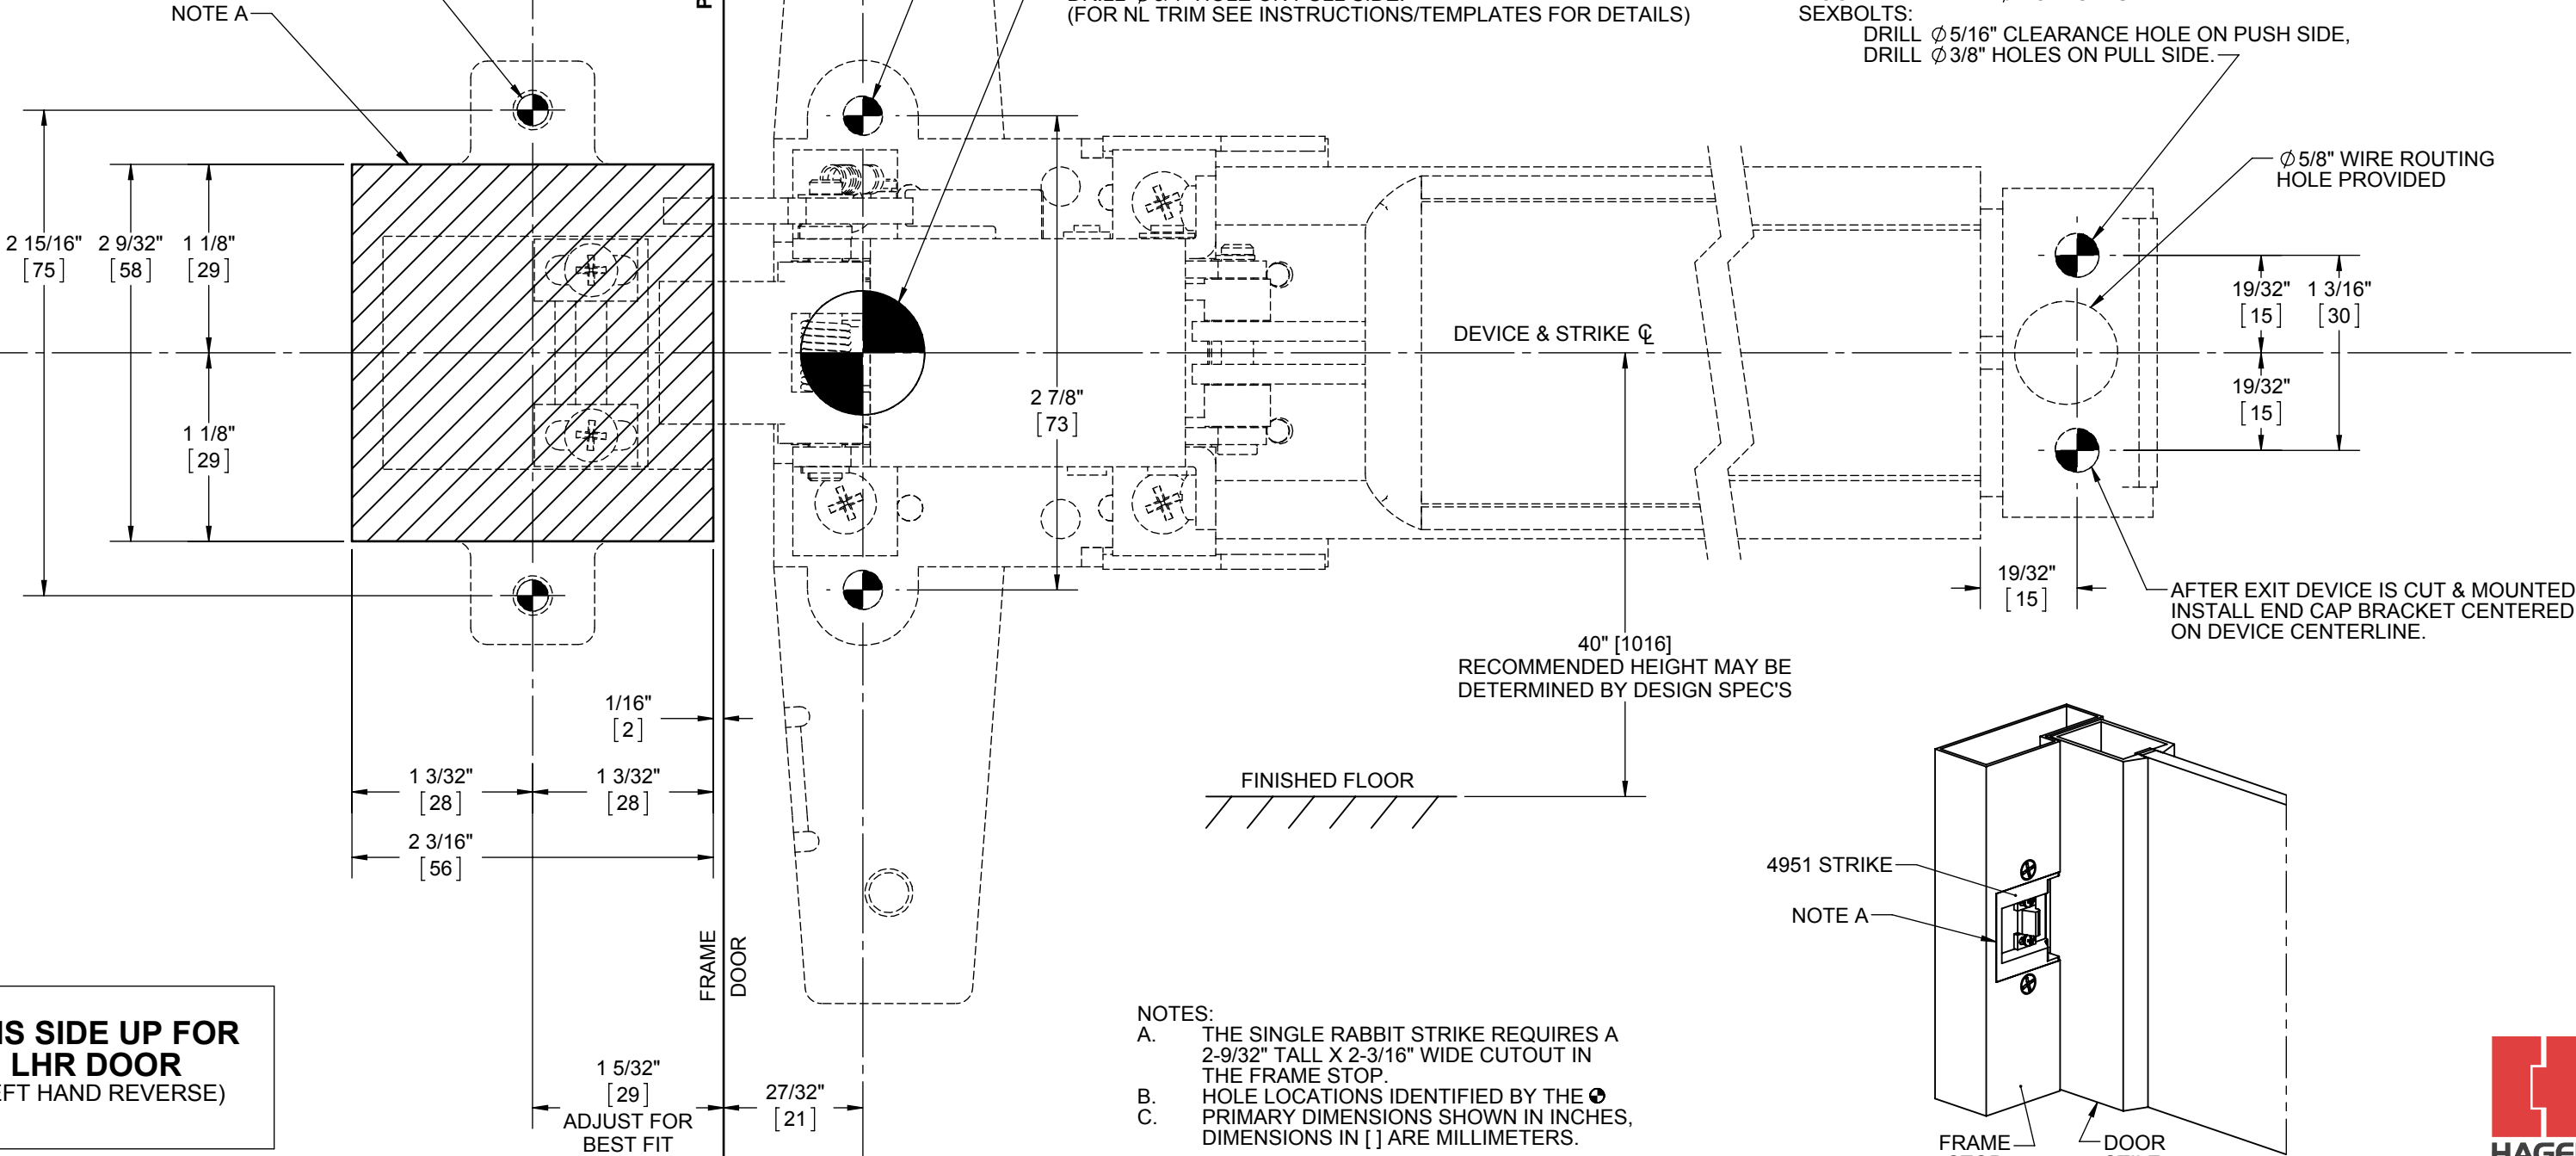 NOTE A
(FOR NL TRIM SEE INSTRUCTIONS/TEMPLATES FOR DETAILS)
SEXBOLTS:
DRILL ∅5/16" CLEARANCE HOLE ON PUSH SIDE,
DRILL ∅3/8" HOLES ON PULL SIDE.
∅5/8" WIRE ROUTING
HOLE PROVIDED
2 15/16"
[75]
2 9/32"
[58]
1 1/8"
[29]
1 1/8"
[29]
2 7/8"
[73]
DEVICE & STRIKE ℄
19/32"
[15]
1 3/16"
[30]
19/32"
[15]
19/32"
[15]
AFTER EXIT DEVICE IS CUT & MOUNTED
INSTALL END CAP BRACKET CENTERED
ON DEVICE CENTERLINE.
40" [1016]
RECOMMENDED HEIGHT MAY BE
DETERMINED BY DESIGN SPEC'S
1/16"
[2]
1 3/32"
[28]
1 3/32"
[28]
2 3/16"
[56]
FINISHED FLOOR
4951 STRIKE
NOTE A
FRAME
DOOR
IS SIDE UP FOR
LHR DOOR
EFT HAND REVERSE)
1 5/32"
[29]
ADJUST FOR
BEST FIT
27/32"
[21]
NOTES:
A. THE SINGLE RABBIT STRIKE REQUIRES A
2-9/32" TALL X 2-3/16" WIDE CUTOUT IN
THE FRAME STOP.
B. HOLE LOCATIONS IDENTIFIED BY THE
C. PRIMARY DIMENSIONS SHOWN IN INCHES,
DIMENSIONS IN [ ] ARE MILLIMETERS.
FRAME
DOOR